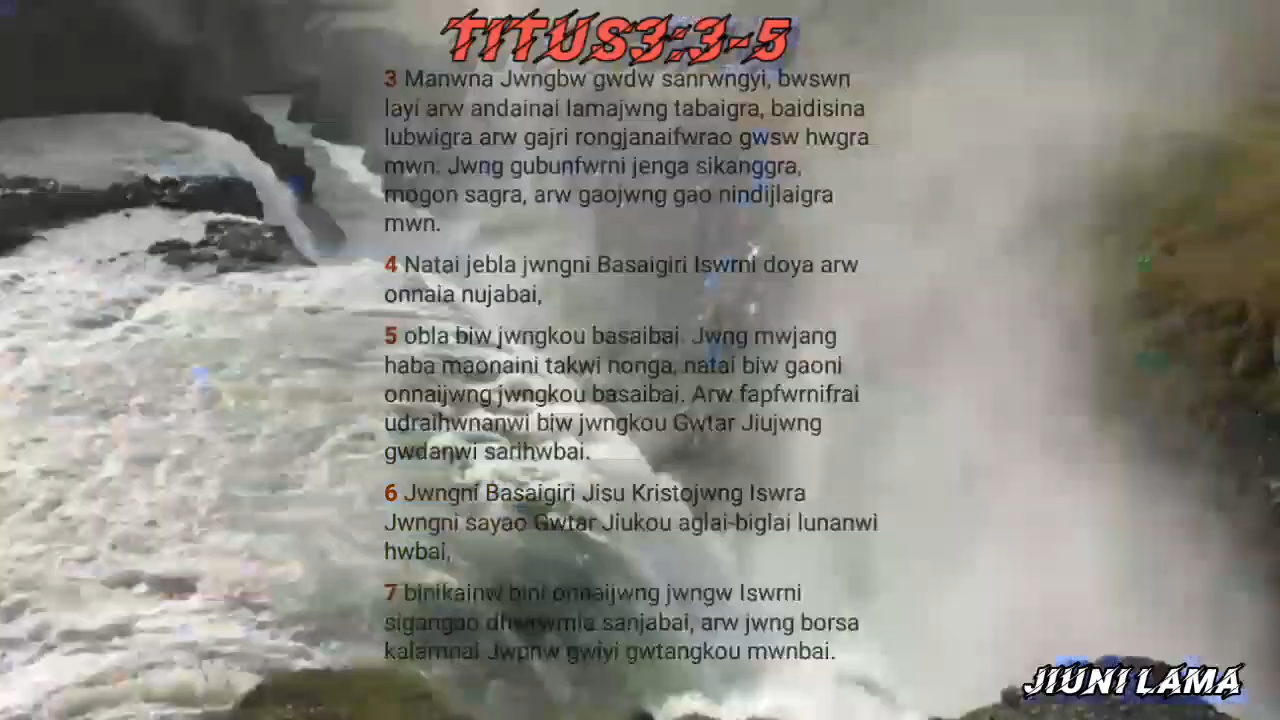 TITUS3:3-5
3 Manwna Jwngbw gwdw sanrwngyi, bwswn
layi arw andainai lamajwng tabaigra, baidisina
lubwigra arw gajri rongjanaifwrao gwsw hwgra
mwn. Jwng gubunfwrni jenga sikanggra,
mogon sagra, arw gaojwng gao nindijlaigra
mwn.
4 Natai jebla jwngni Basaigiri Iswrni doya arw
onnaia nujabai,
5 obla biw jwngkou basaibai. Jwng mwjang
haba maonaini takwi nonga, natai biw gaoni
onnaijwng jwngkou basaibai. Arw fapfwrnifrai
udraihwnanwi biw jwngkou Gwtar Jiujwng
gwdanwi sarihwbai.
6 Jwngni Basaigiri Jisu Kristojwng Iswra
Jwngni sayao Gwtar Jiukou aglai-biglai lunanwi
hwbai,
7 binikainw bini onnaijwng jwngw Iswrni
sigangao sanjabai, arw jwng borsa
kalamnai gwiyi gwtangkou mwnbai.
JIUNI LAMA